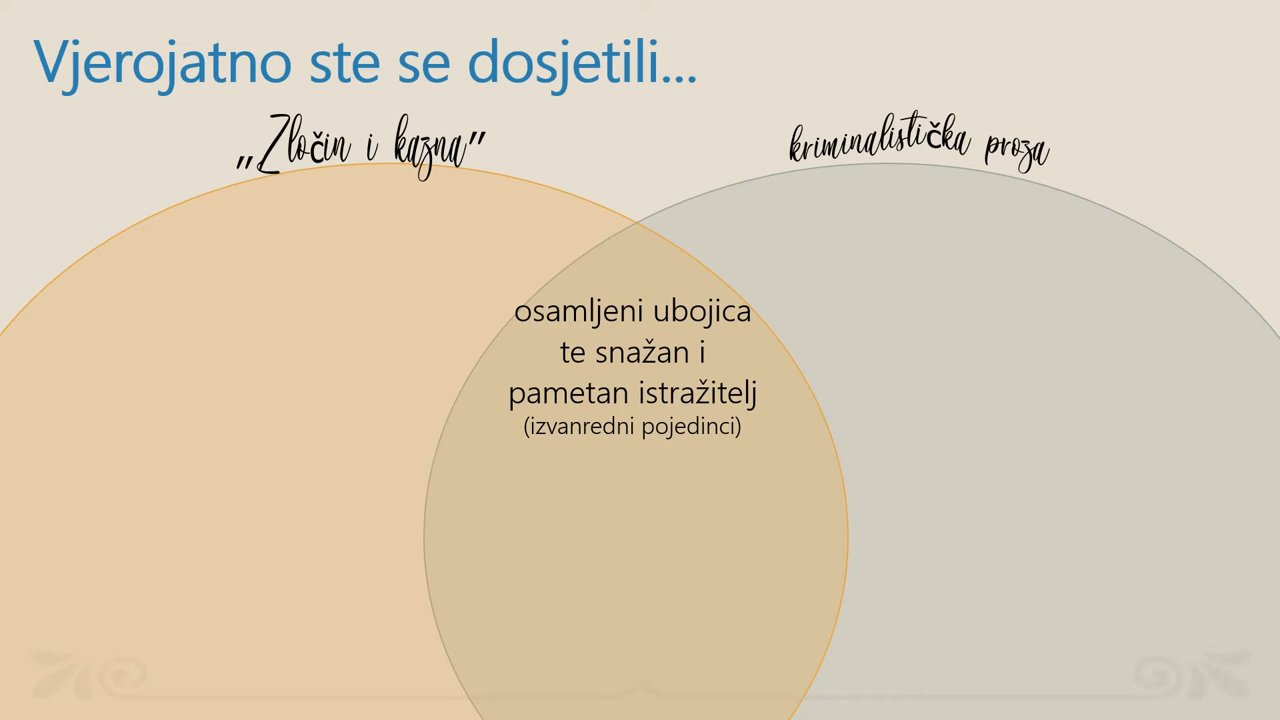 Vjerojatno ste se dosjetili...
„Zločin i kazna”
kriminalistička proza
osamljeni ubojica
te snažan i
pametan istražitelj
(izvanredni pojedinci)